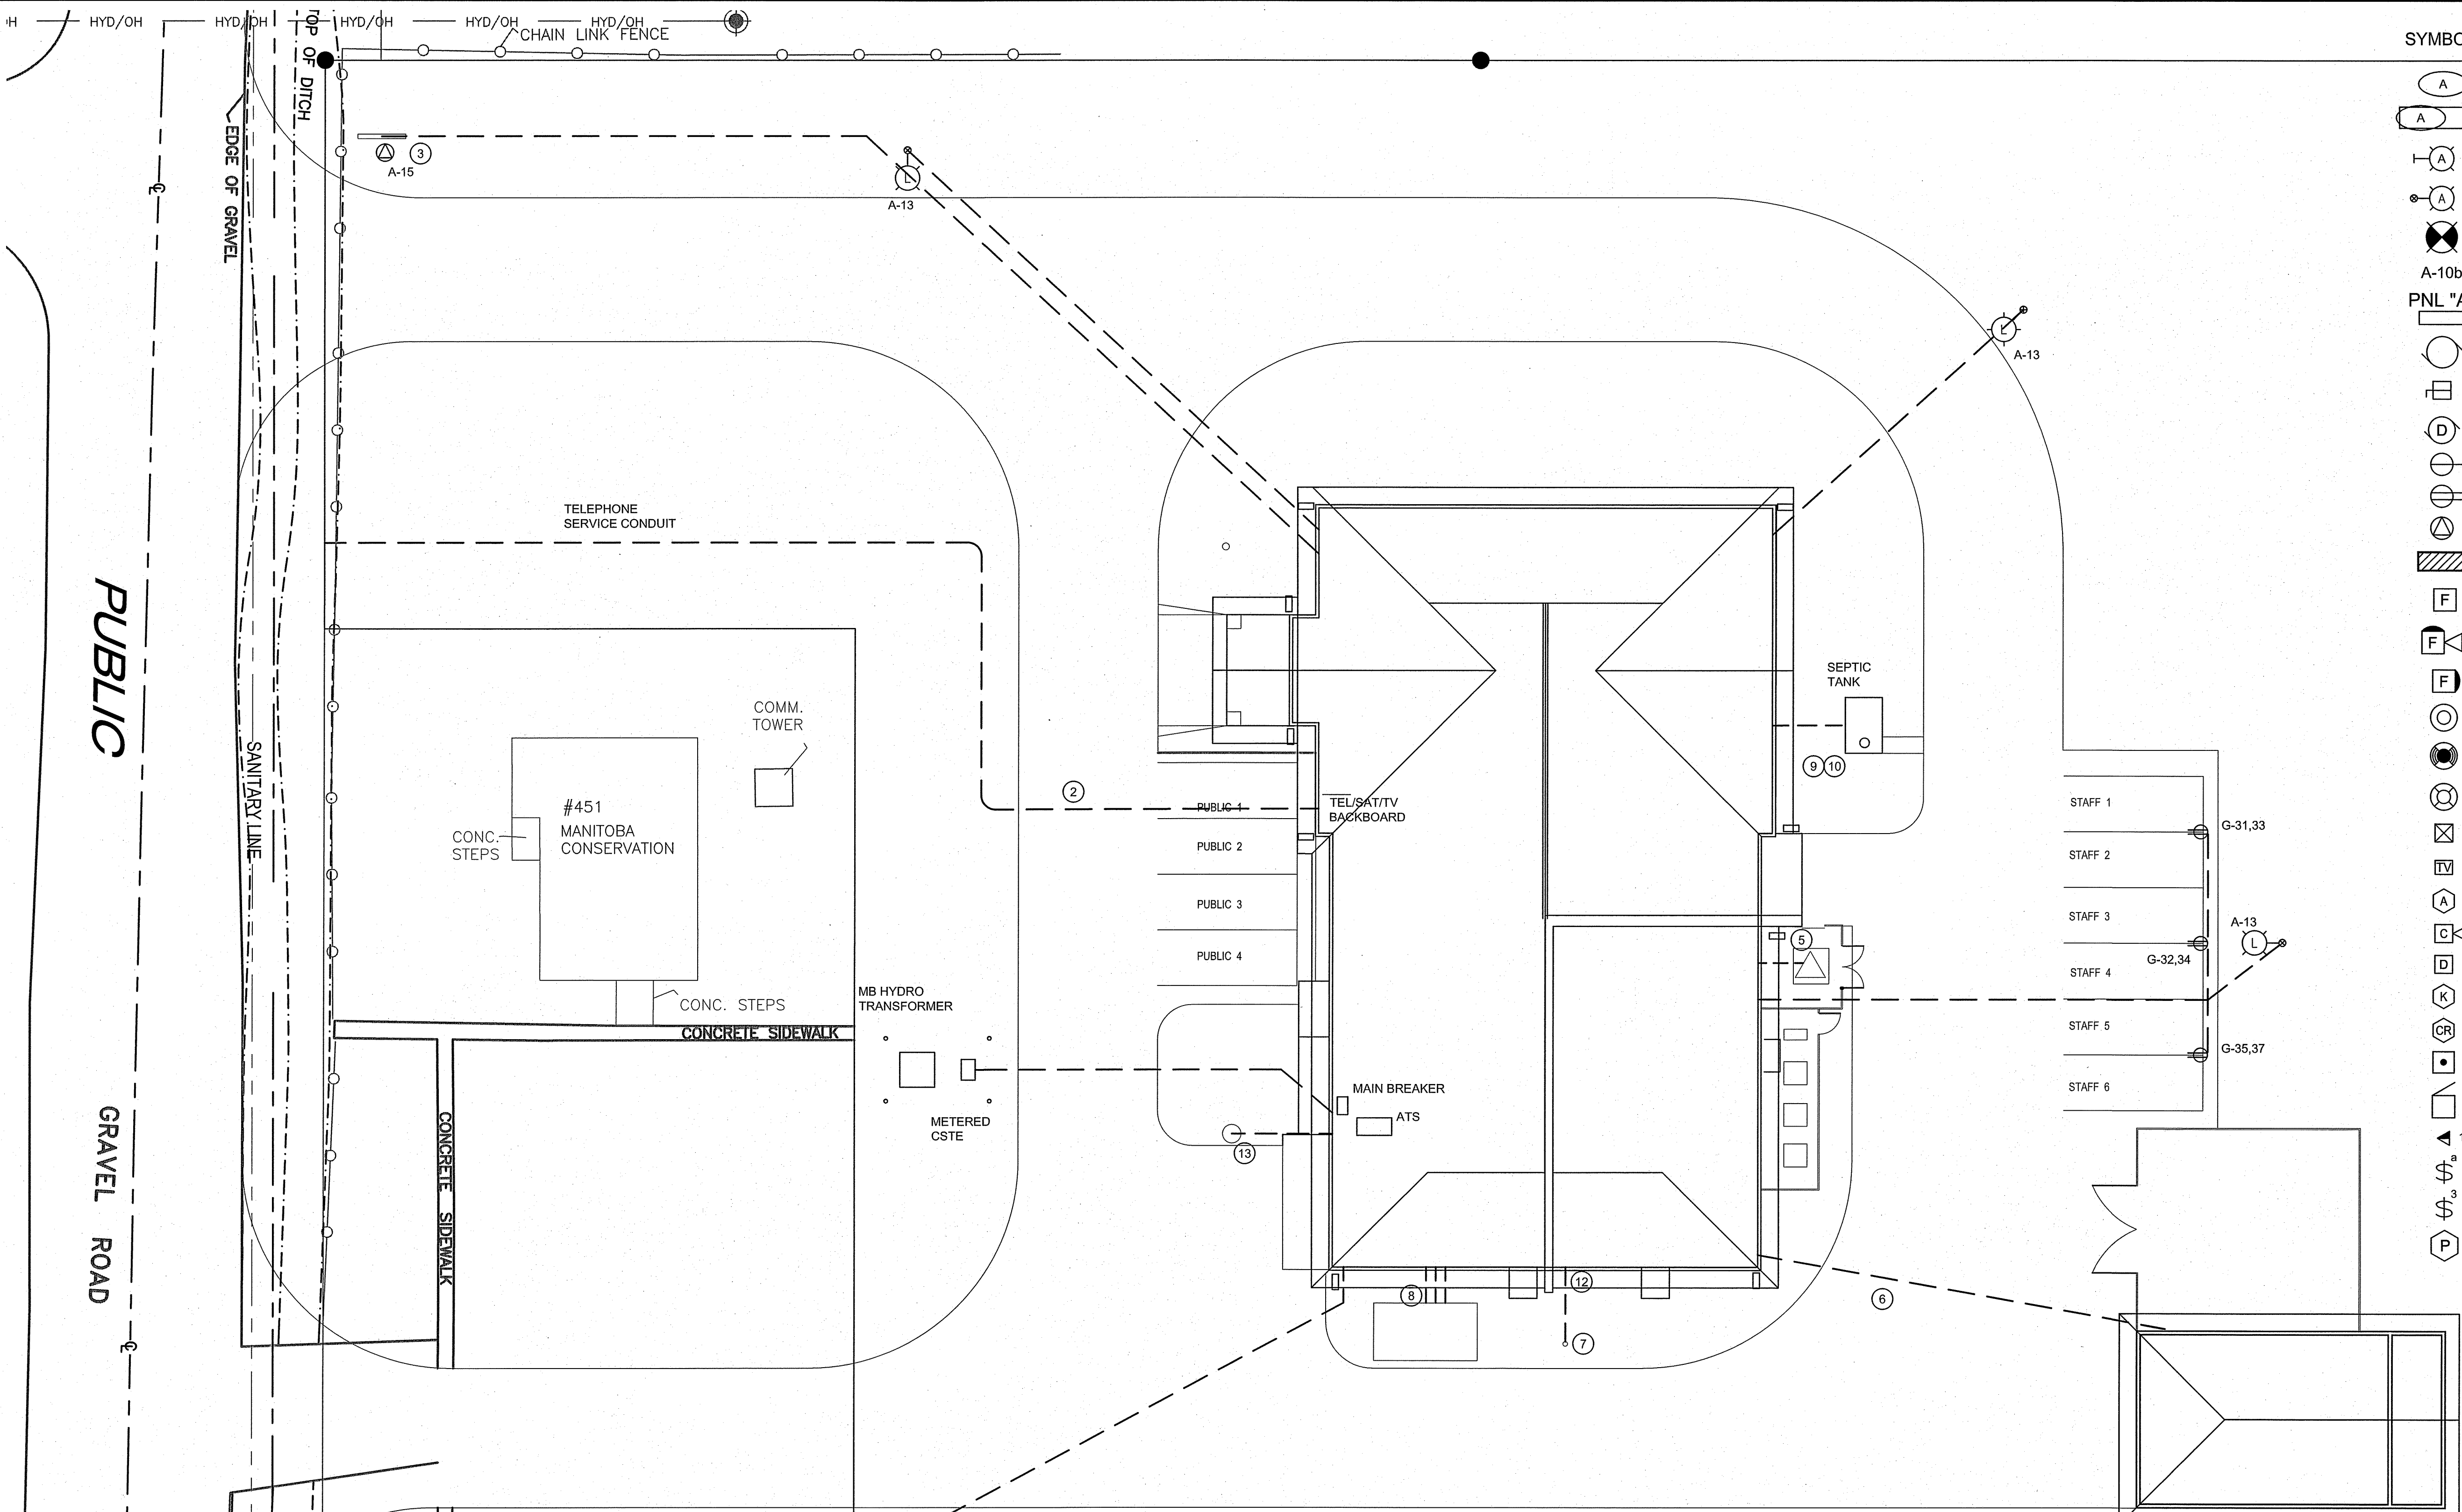 HYD/OH
HYD/OH
HYD/OH
HYD/OH
HYD/OH
CHAIN LINK FENCE
TOP OF DITCH
EDGE OF GRAVEL
3
A-15
L
A-13
L
A-13
TELEPHONE
SERVICE CONDUIT
PUBLIC
GRAVEL ROAD
SANITARY LINE
COMM.
TOWER
#451
MANITOBA
CONSERVATION
CONC.
STEPS
CONC. STEPS
CONCRETE SIDEWALK
CONCRETE SIDEWALK
MB HYDRO
TRANSFORMER
METERED
CSTE
2
PUBLIC 1
PUBLIC 2
PUBLIC 3
PUBLIC 4
TEL/SAT/TV
BACKBOARD
MAIN BREAKER
ATS
13
8
12
7
6
5
SEPTIC
TANK
9 10
STAFF 1
STAFF 2
STAFF 3
STAFF 4
STAFF 5
STAFF 6
G-31,33
G-32,34
G-35,37
A-13
L
A
A
A
A
A-10b
D
F
F
F
TV
A
C
D
K
CR
a
$
3
$
P